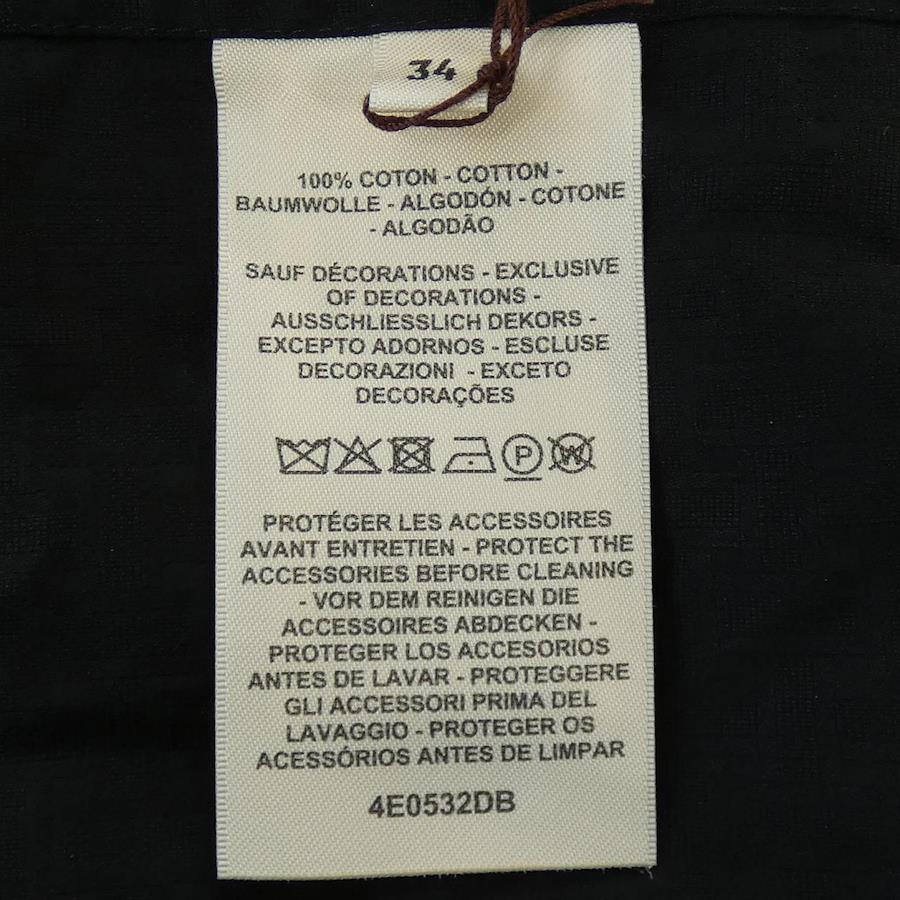 34
100% COTON - COTTON -
BAUMWOLLE - ALGODÓN - COTONE
- ALGODÃO
SAUF DÉCORATIONS - EXCLUSIVE
OF DECORATIONS -
AUSSCHLIESSLICH DEKORS -
EXCEPTO ADORNOS - ESCLUSE
DECORAZIONI - EXCETO
DECORAÇÕES
P W
PROTÉGER LES ACCESSOIRES
AVANT ENTRETIEN - PROTECT THE
ACCESSORIES BEFORE CLEANING
- VOR DEM REINIGEN DIE
ACCESSOIRES ABDECKEN -
PROTEGER LOS ACCESORIOS
ANTES DE LAVAR - PROTEGGERE
GLI ACCESSORI PRIMA DEL
LAVAGGIO - PROTEGER OS
ACESSÓRIOS ANTES DE LIMPAR
4E0532DB